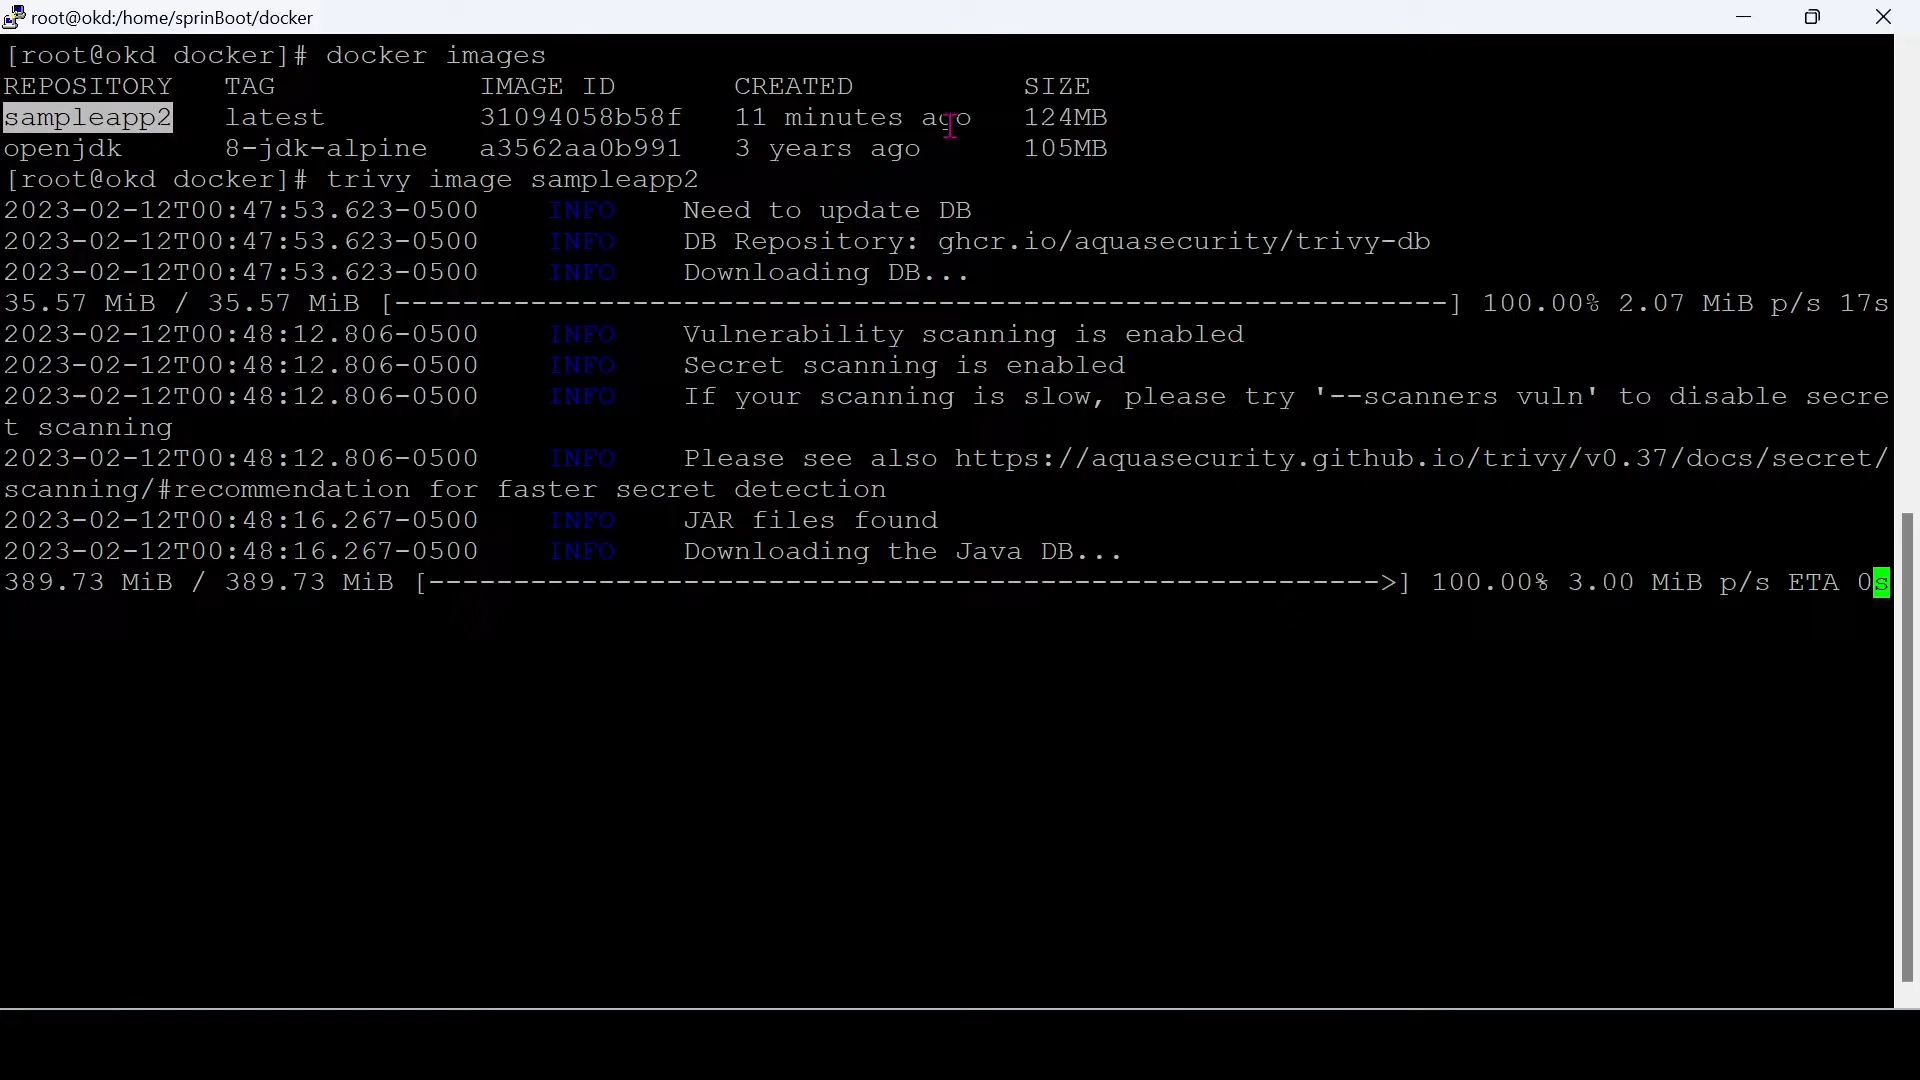 root@okd:/home/sprinBoot/docker
[root@okd docker]# docker images
REPOSITORY   TAG            IMAGE ID       CREATED          SIZE
sampleapp2   latest         31094058b58f   11 minutes ago   124MB
openjdk      8-jdk-alpine   a3562aa0b991   3 years ago      105MB
[root@okd docker]# trivy image sampleapp2
2023-02-12T00:47:53.623-0500    INFO    Need to update DB
2023-02-12T00:47:53.623-0500    INFO    DB Repository: ghcr.io/aquasecurity/trivy-db
2023-02-12T00:47:53.623-0500    INFO    Downloading DB...
35.57 MiB / 35.57 MiB [--------------------------------------------------------------] 100.00% 2.07 MiB p/s 17s
2023-02-12T00:48:12.806-0500    INFO    Vulnerability scanning is enabled
2023-02-12T00:48:12.806-0500    INFO    Secret scanning is enabled
2023-02-12T00:48:12.806-0500    INFO    If your scanning is slow, please try '--scanners vuln' to disable secre
t scanning
2023-02-12T00:48:12.806-0500    INFO    Please see also https://aquasecurity.github.io/trivy/v0.37/docs/secret/
scanning/#recommendation for faster secret detection
2023-02-12T00:48:16.267-0500    INFO    JAR files found
2023-02-12T00:48:16.267-0500    INFO    Downloading the Java DB...
389.73 MiB / 389.73 MiB [-------------------------------------------------------->] 100.00% 3.00 MiB p/s ETA 0s